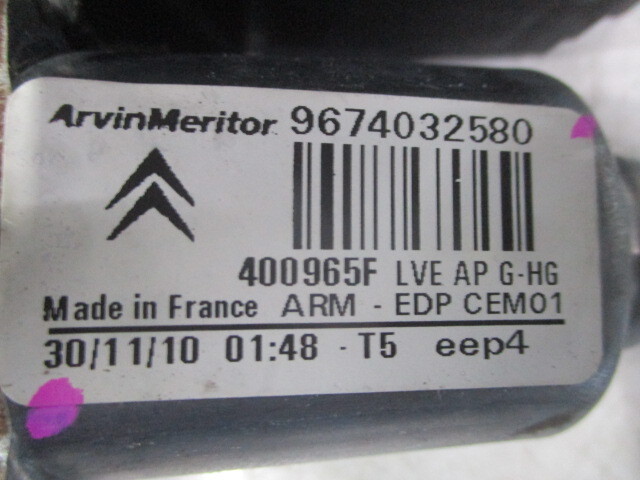 ArvinMeritor 9674032580
400965F LVE AP G-HG
Made in France ARM - EDP CEM01
30/11/10 01:48 - T5 eep4